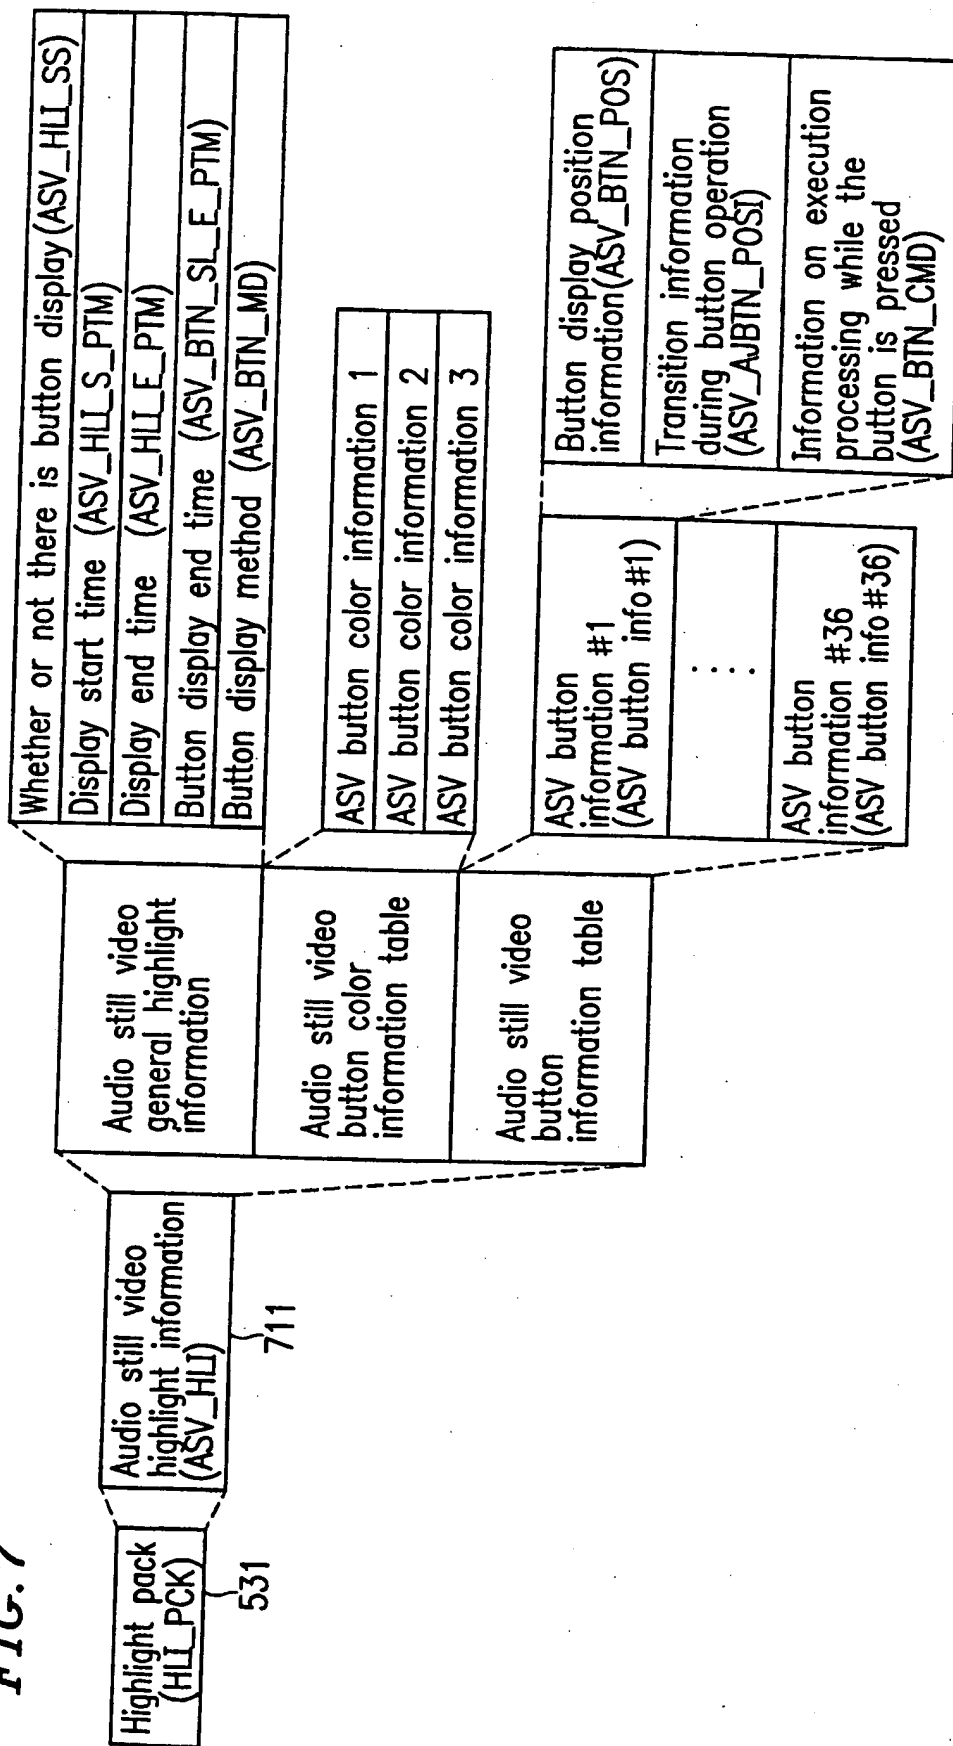 FIG. 7
Highlight pack
(HLI_PCK)
531
Audio still video
highlight information
(ASV_HLI)
711
Audio still video
general highlight
information
Audio still video
button color
information table
Audio still video
button
information table
Whether or not there is button display(ASV_HLI_SS)
Display start time (ASV_HLI_S_PTM)
Display end time (ASV_HLI_E_PTM)
Button display end time (ASV_BTN_SL_E_PTM)
Button display method (ASV_BTN_MD)
ASV button color information 1
ASV button color information 2
ASV button color information 3
ASV button
information #1
(ASV button info#1)
ASV button
information #36
(ASV button info#36)
Button display position
information(ASV_BTN_POS)
Transition information
during button operation
(ASV_AJBTN_POSI)
Information on execution
processing while the
button is pressed
(ASV_BTN_CMD)